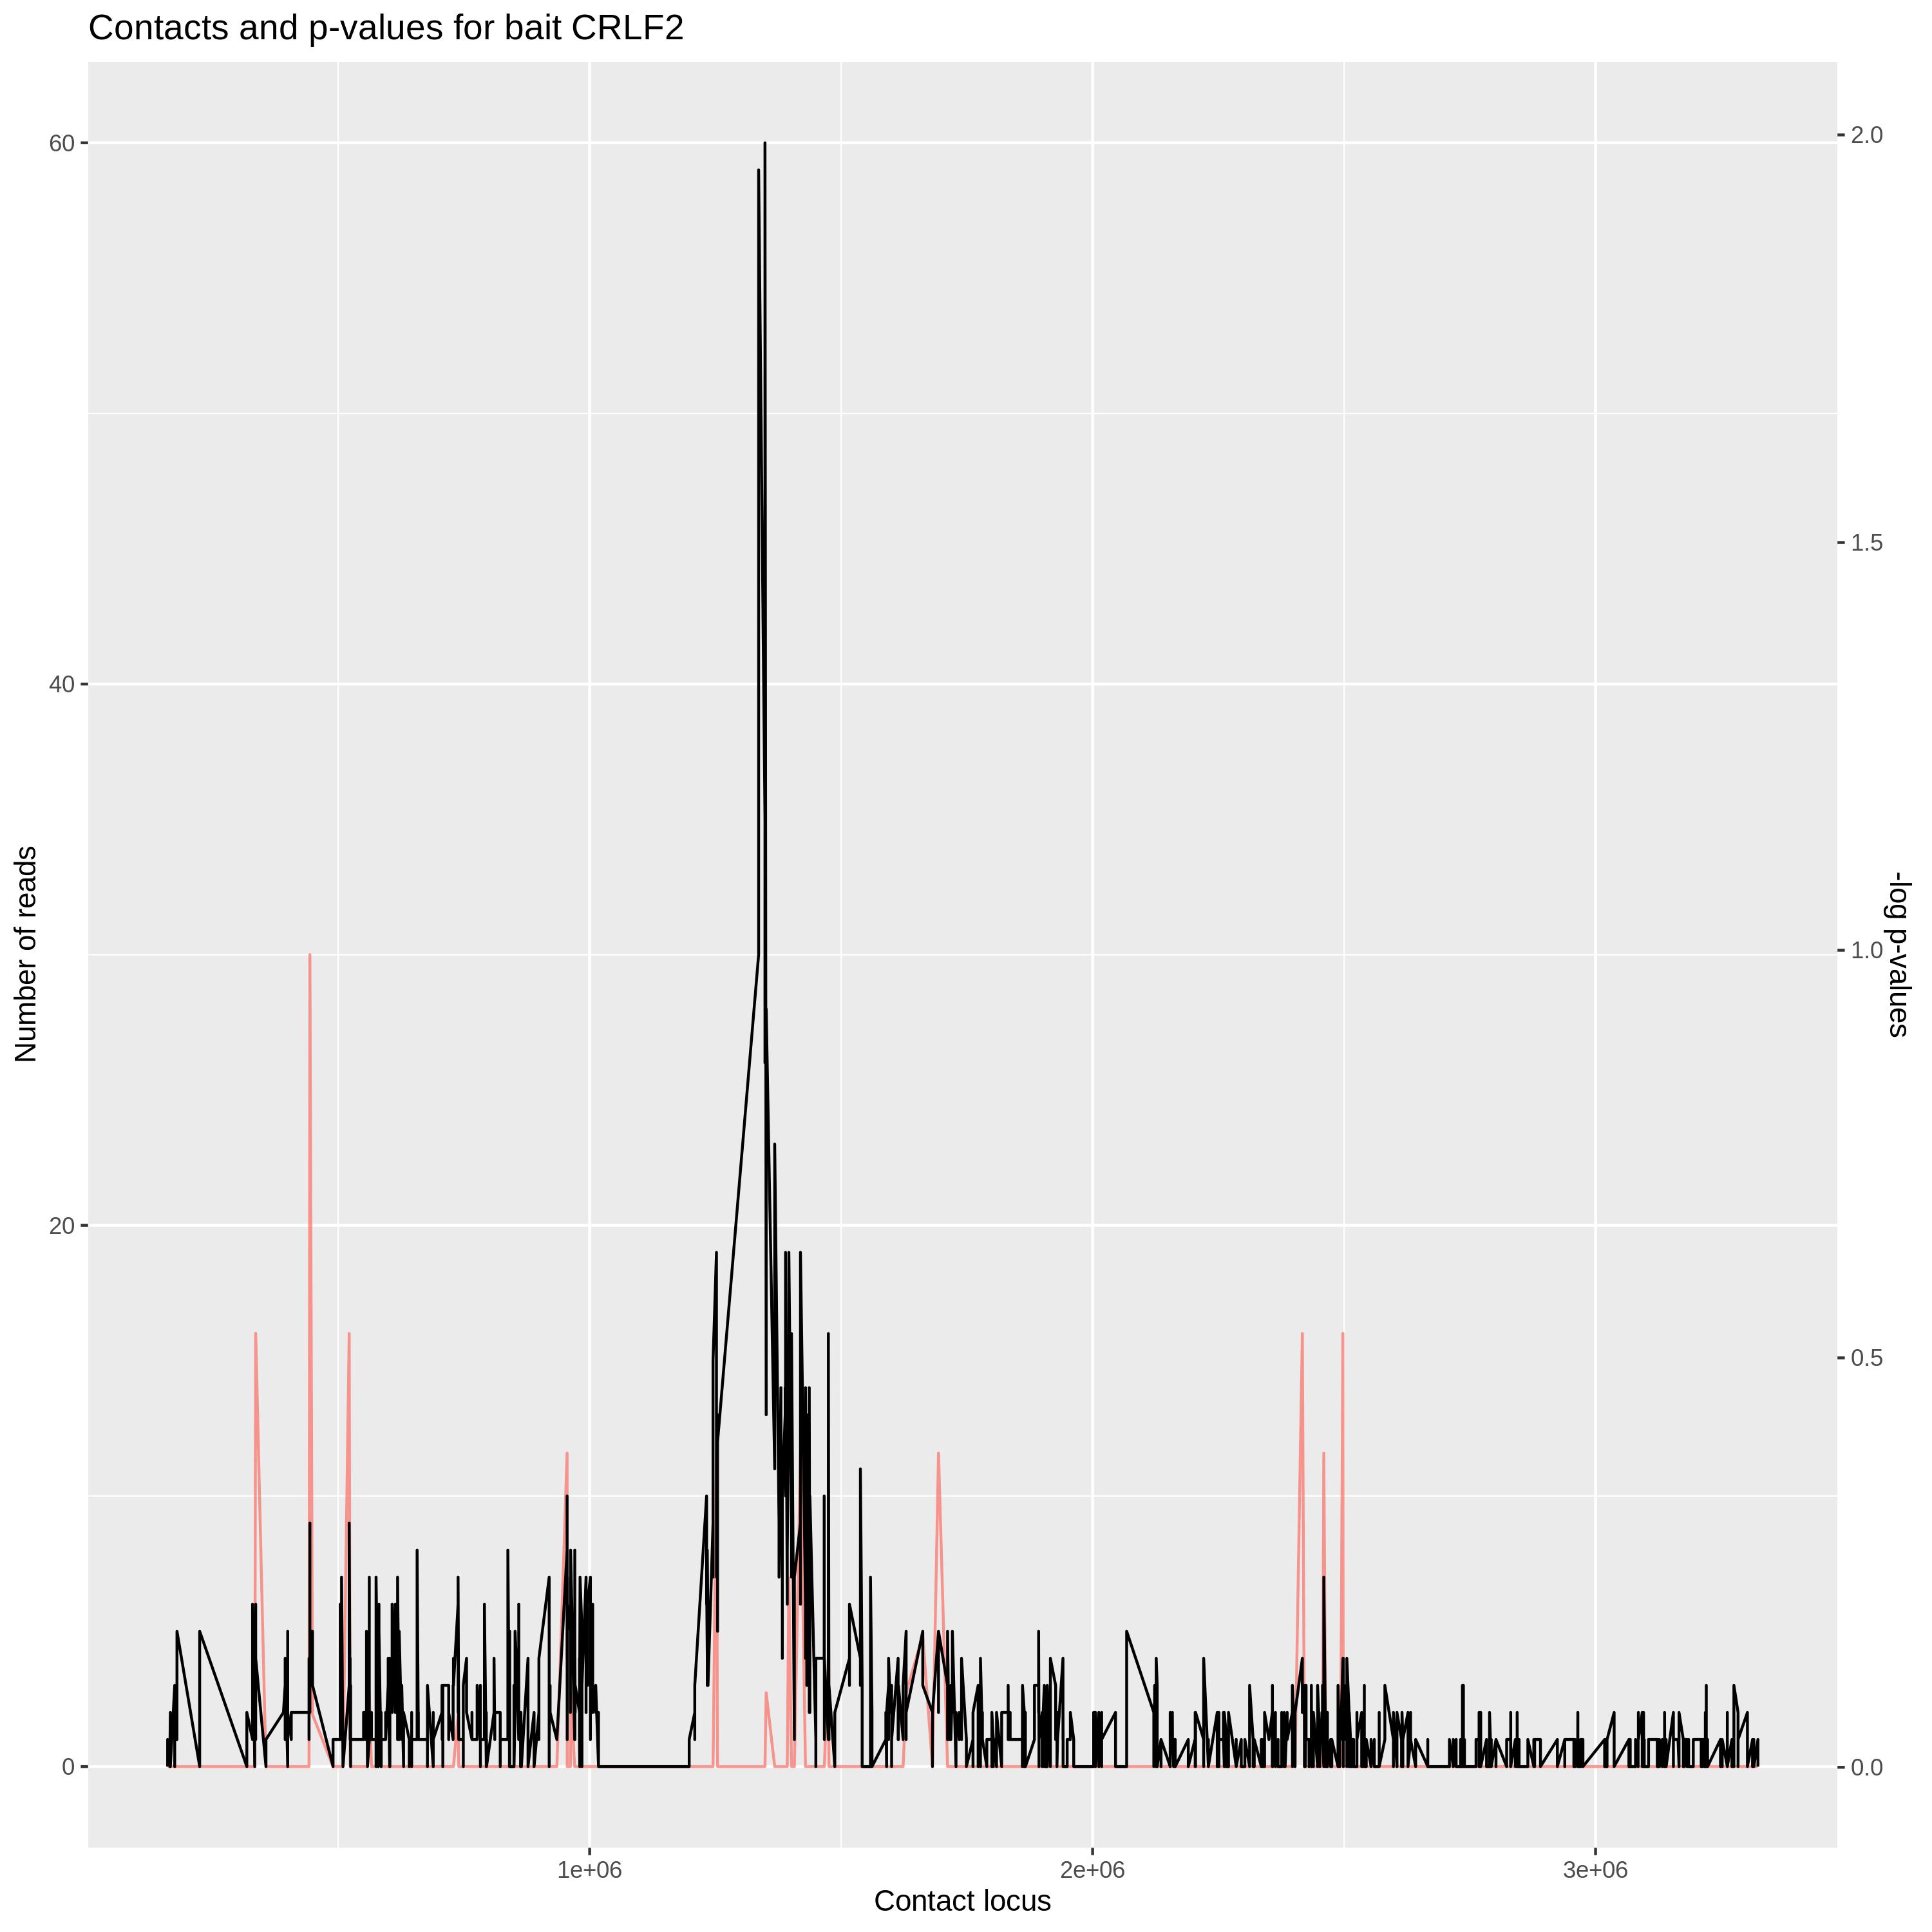 Contacts and p-values for bait CRLF2
60
40
20
0
Number of reads
2.0
1.5
1.0
0.5
0.0
-log p-values
1e+06
2e+06
3e+06
Contact locus